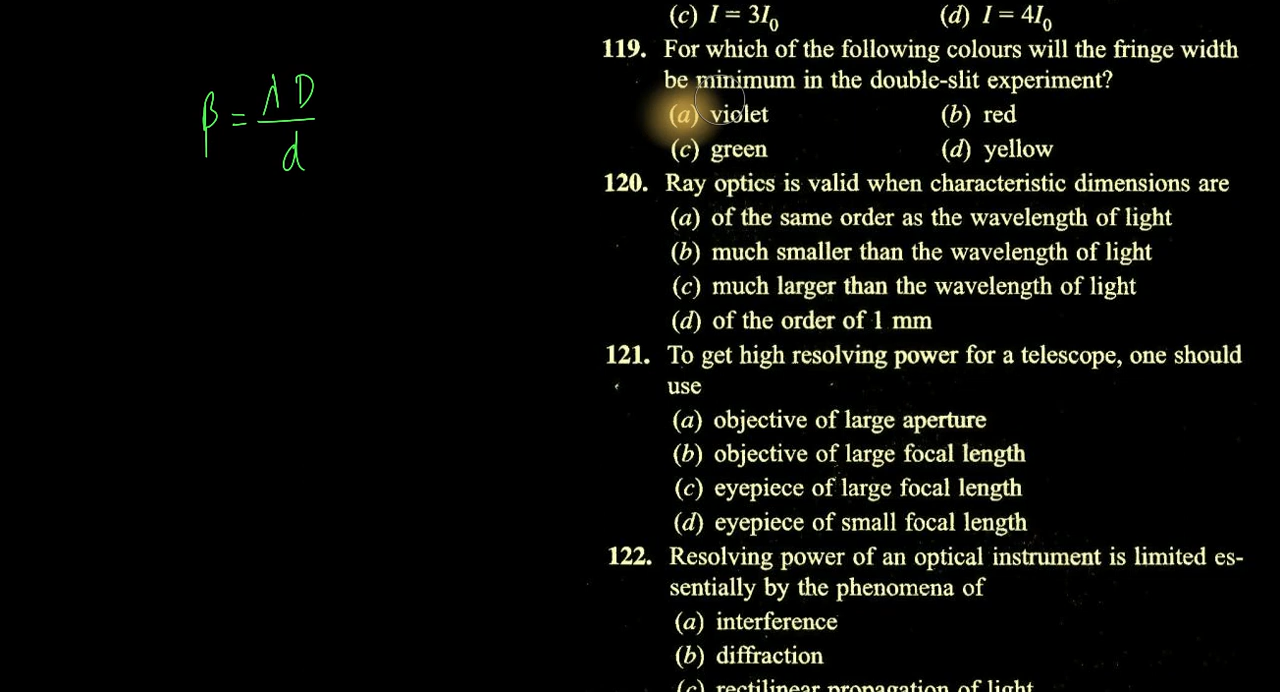 β = λD / d
(c) I = 3I₀ (d) I = 4I₀
119. For which of the following colours will the fringe width
be minimum in the double-slit experiment?
(a) violet (b) red
(c) green (d) yellow
120. Ray optics is valid when characteristic dimensions are
(a) of the same order as the wavelength of light
(b) much smaller than the wavelength of light
(c) much larger than the wavelength of light
(d) of the order of 1 mm
121. To get high resolving power for a telescope, one should
use
(a) objective of large aperture
(b) objective of large focal length
(c) eyepiece of large focal length
(d) eyepiece of small focal length
122. Resolving power of an optical instrument is limited es-
sentially by the phenomena of
(a) interference
(b) diffraction
(c) rectilinear propagation of light